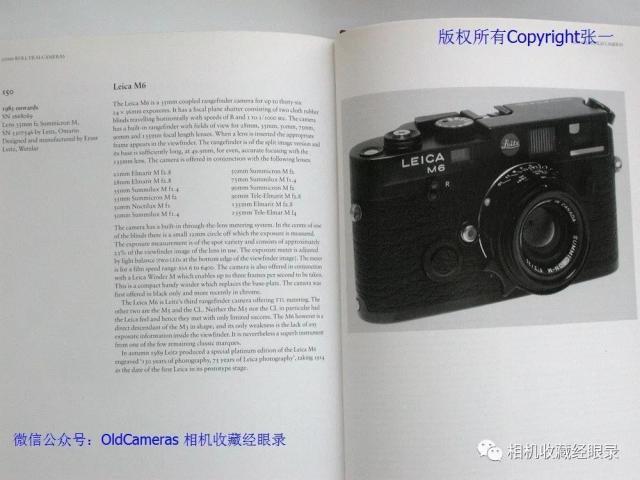 版权所有Copyright张一
35mm ROLL FILM CAMERAS
150
1985 onwards
Lens 35mm f2 Summicron M,
SN 1668069
SN 2307546 by Leitz, Ontario
Designed and manufactured by Ernst
Leitz, Wetzlar
Leica M6
The Leica M6 is a 35mm coupled rangefinder camera for up to thirty-six
24 × 36mm exposures. It has a focal plane shutter consisting of two cloth rubber
blinds travelling horizontally with speeds of B and 1 to 1/1000 sec. The camera
has a built-in rangefinder with fields of view for 28mm, 35mm, 50mm, 75mm,
90mm and 135mm focal length lenses. When a lens is inserted the appropriate
frame appears in the viewfinder. The rangefinder is of the split image version and
its base is sufficiently long, at 49.9mm, for even, accurate focusing with the
135mm lens. The camera is offered in conjunction with the following lenses.
21mm Elmarit M f2.8
28mm Elmarit M f2.8
35mm Summilux M f1.4
35mm Summicron M f2
50mm Noctilux M f1
50mm Summilux M f1.4
50mm Summicron M f2
75mm Summilux M f1.4
90mm Summicron M f2
90mm Tele-Elmarit M f2.8
135mm Elmarit M f2.8
135mm Tele-Elmar M f4
The camera has a built-in through-the-lens metering system. In the centre of one
of the blinds there is a small 12mm circle off which the exposure is measured.
The exposure measurement is of the spot variety and consists of approximately
23% of the viewfinder image of the lens in use. The exposure meter is adjusted
by light balance (two LEDs at the bottom edge of the viewfinder image). The meter
is for a film speed range ASA 6 to 6400. The camera is also offered in conjunction
with a Leica Winder M which enables up to three frames per second to be taken.
This is a compact handy winder which replaces the base-plate. The camera was
first offered in black only and more recently in chrome.
The Leica M6 is Leitz's third rangefinder camera offering TTL metering. The
other two are the M5 and the CL. Neither the M5 nor the CL in particular had
the Leica feel and hence they met with only limited success. The M6 however is a
direct descendant of the M3 in shape, and its only weakness is the lack of any
exposure information inside the viewfinder. It is nevertheless a superb instrument
from one of the few remaining classic marques.
In autumn 1989 Leitz produced a special platinum edition of the Leica M6
engraved '150 years of photography, 75 years of Leica photography', taking 1914
as the date of the first Leica in its prototype stage.
Leitz
LEICA
M6
R
微信公众号：OldCameras 相机收藏经眼录
相机收藏经眼录